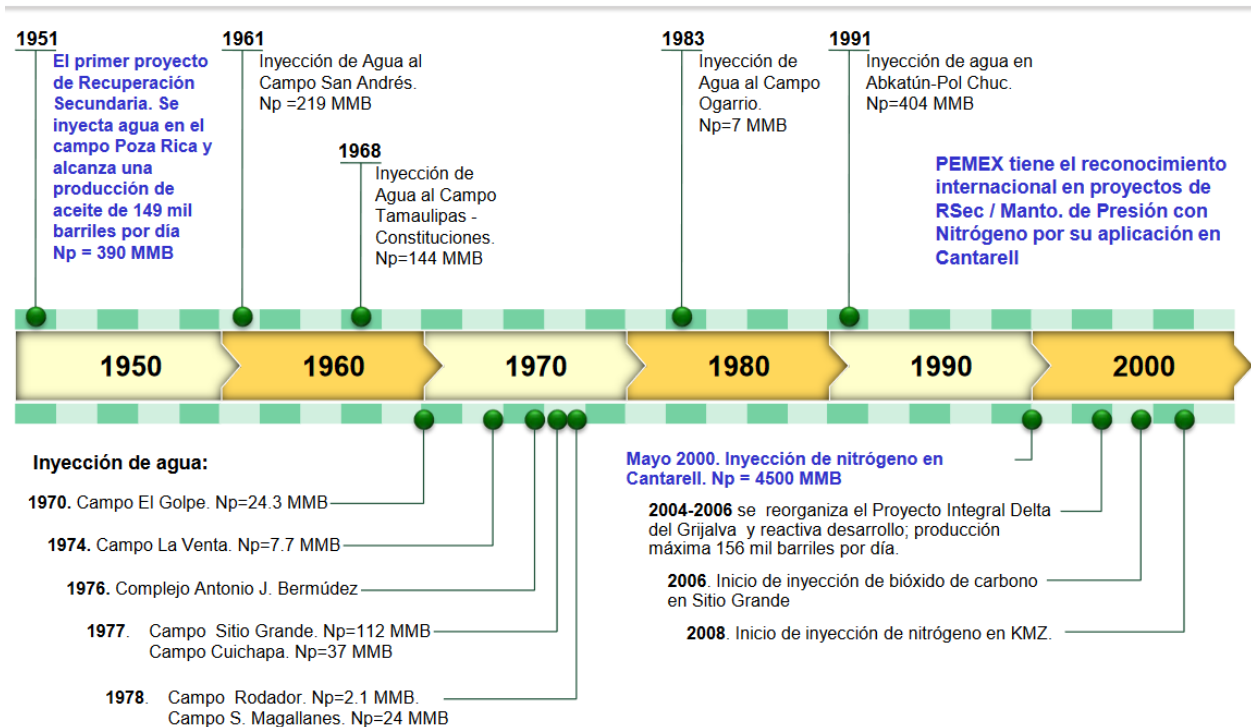 1951
El primer proyecto
de Recuperación
Secundaria. Se
inyecta agua en el
campo Poza Rica y
alcanza una
producción de
aceite de 149 mil
barriles por día
Np = 390 MMB
1961
Inyección de Agua al
Campo San Andrés.
Np =219 MMB
1968
Inyección de
Agua al Campo
Tamaulipas -
Constituciones.
Np=144 MMB
1983
Inyección de
Agua al Campo
Ogarrio.
Np=7 MMB
1991
Inyección de agua en
Abkatún-Pol Chuc.
Np=404 MMB
PEMEX tiene el reconocimiento
internacional en proyectos de
RSec / Manto. de Presión con
Nitrógeno por su aplicación en
Cantarell
1950 1960 1970 1980 1990 2000
Inyección de agua:
1970. Campo El Golpe. Np=24.3 MMB
1974. Campo La Venta. Np=7.7 MMB
1976. Complejo Antonio J. Bermúdez
1977. Campo Sitio Grande. Np=112 MMB
Campo Cuichapa. Np=37 MMB
1978. Campo Rodador. Np=2.1 MMB.
Campo S. Magallanes. Np=24 MMB
Mayo 2000. Inyección de nitrógeno en
Cantarell. Np = 4500 MMB
2004-2006 se reorganiza el Proyecto Integral Delta
del Grijalva y reactiva desarrollo; producción
máxima 156 mil barriles por día.
2006. Inicio de inyección de bióxido de carbono
en Sitio Grande
2008. Inicio de inyección de nitrógeno en KMZ.